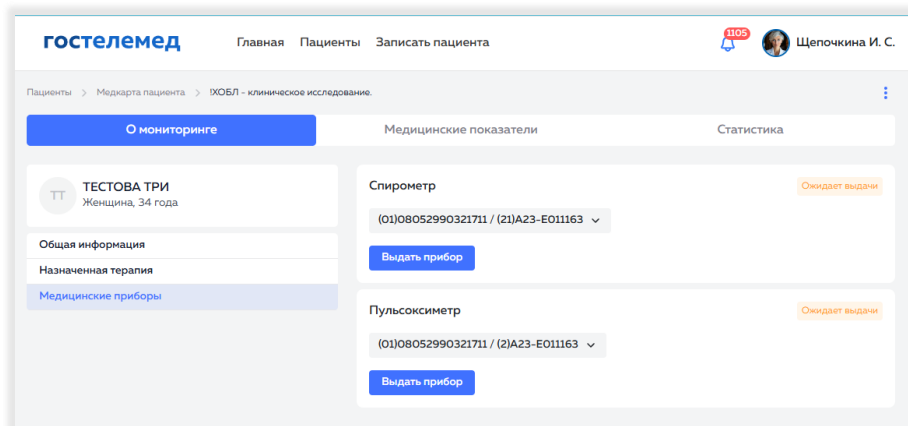 гостелемед
Главная Пациенты Записать пациента
1105
Щепочкина И. С.
Пациенты > Медкарта пациента > !ХОБЛ - клиническое исследование.
О мониторинге
Медицинские показатели
Статистика
ТТ
ТЕСТОВА ТРИ
Женщина, 34 года
Общая информация
Назначенная терапия
Медицинские приборы
Спирометр
Ожидает выдачи
(01)08052990321711 / (21)A23-E011163
Выдать прибор
Пульсоксиметр
Ожидает выдачи
(01)08052990321711 / (2)A23-E011163
Выдать прибор